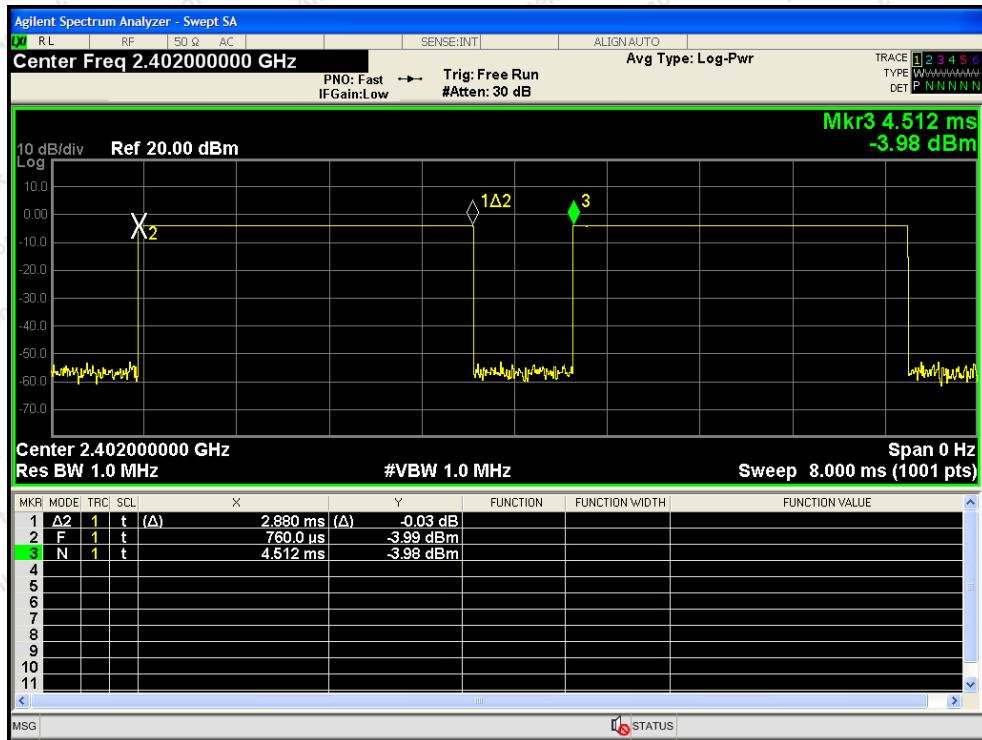 Agilent Spectrum Analyzer - Swept SA
LXI RL RF 50 Ω AC SENSE:INT ALIGN AUTO
Center Freq 2.402000000 GHz
Avg Type: Log-Pwr
TRACE 1 2 3 4 5 6
PNO: Fast Trig: Free Run
TYPE WWWWWWW
IFGain:Low #Atten: 30 dB
DET P N N N N N
Mkr3 4.512 ms
-3.98 dBm
10 dB/div Ref 20.00 dBm
Log
10.0
0.00
-10.0
-20.0
-30.0
-40.0
-50.0
-60.0
-70.0
X2
1Δ2
3
Center 2.402000000 GHz Span 0 Hz
Res BW 1.0 MHz #VBW 1.0 MHz Sweep 8.000 ms (1001 pts)
MKR MODE TRC SCL X Y FUNCTION FUNCTION WIDTH FUNCTION VALUE
1 Δ2 1 t (Δ) 2.880 ms (Δ) -0.03 dB
2 F 1 t 760.0 µs -3.99 dBm
3 N 1 t 4.512 ms -3.98 dBm
4
5
6
7
8
9
10
11
MSG STATUS